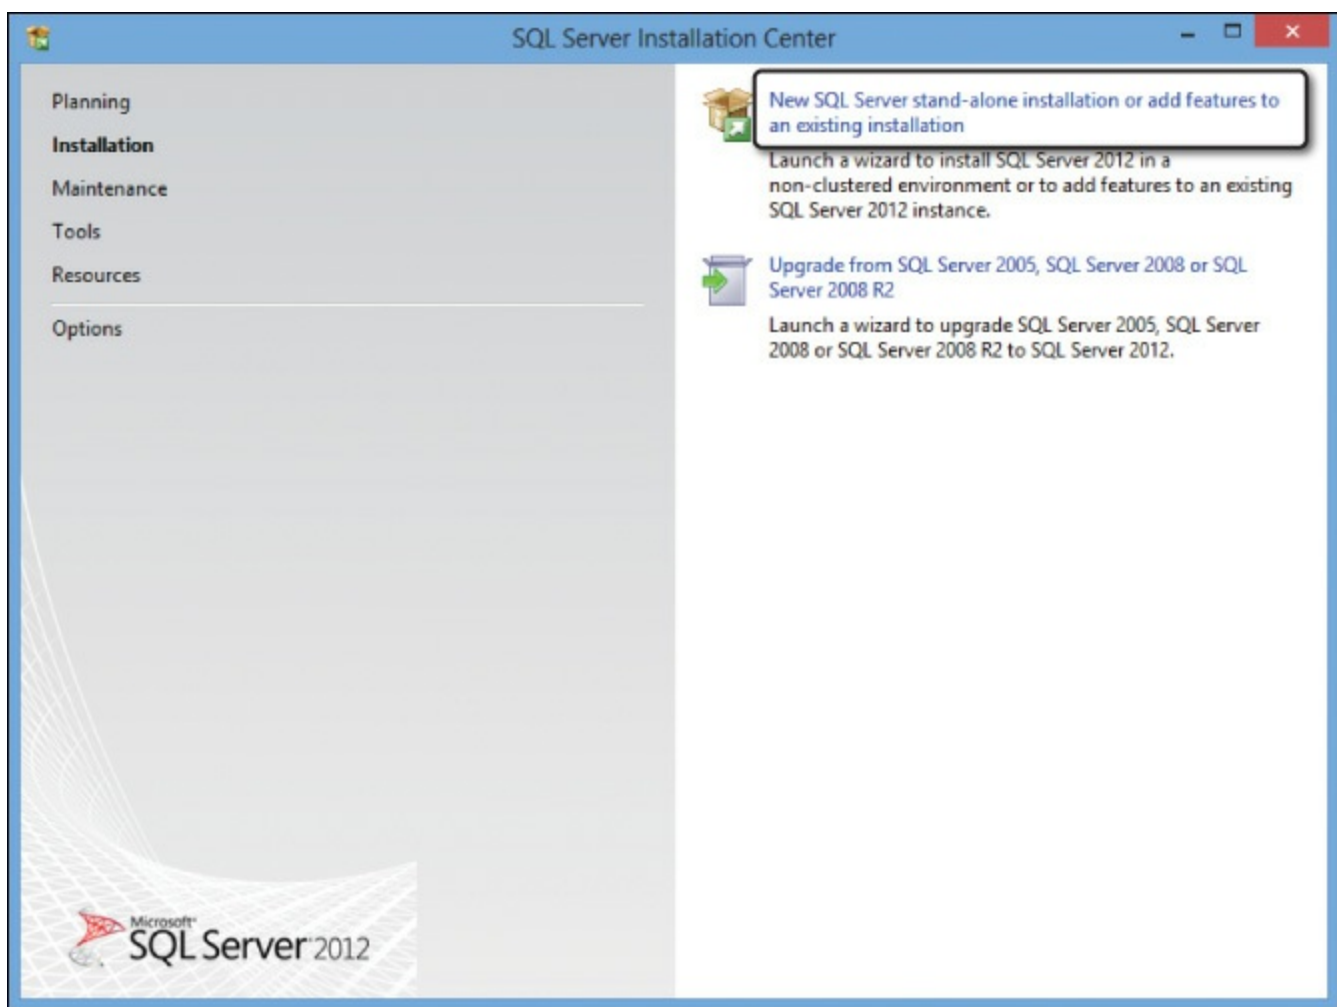 SQL Server Installation Center
Planning
Installation
Maintenance
Tools
Resources
Options
New SQL Server stand-alone installation or add features to
an existing installation
Launch a wizard to install SQL Server 2012 in a
non-clustered environment or to add features to an existing
SQL Server 2012 instance.
Upgrade from SQL Server 2005, SQL Server 2008 or SQL
Server 2008 R2
Launch a wizard to upgrade SQL Server 2005, SQL Server
2008 or SQL Server 2008 R2 to SQL Server 2012.
Microsoft
SQL Server 2012